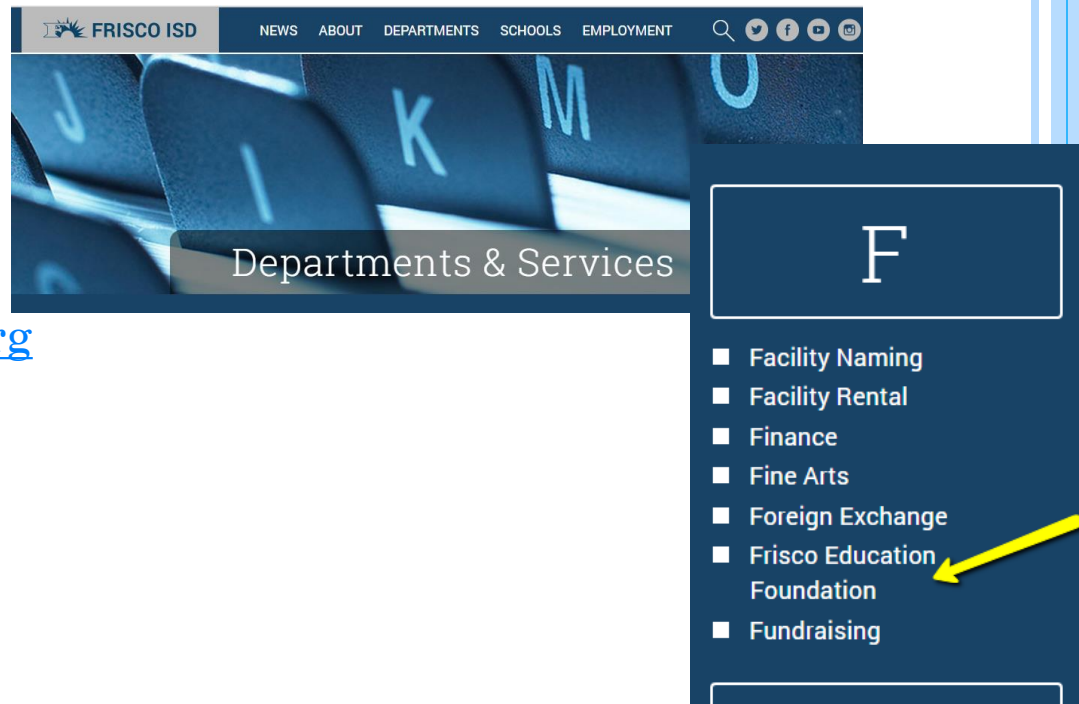 FRISCO ISD NEWS ABOUT DEPARTMENTS SCHOOLS EMPLOYMENT
J I K M O
Departments & Services
rg
F
Facility Naming
Facility Rental
Finance
Fine Arts
Foreign Exchange
Frisco Education
Foundation
Fundraising